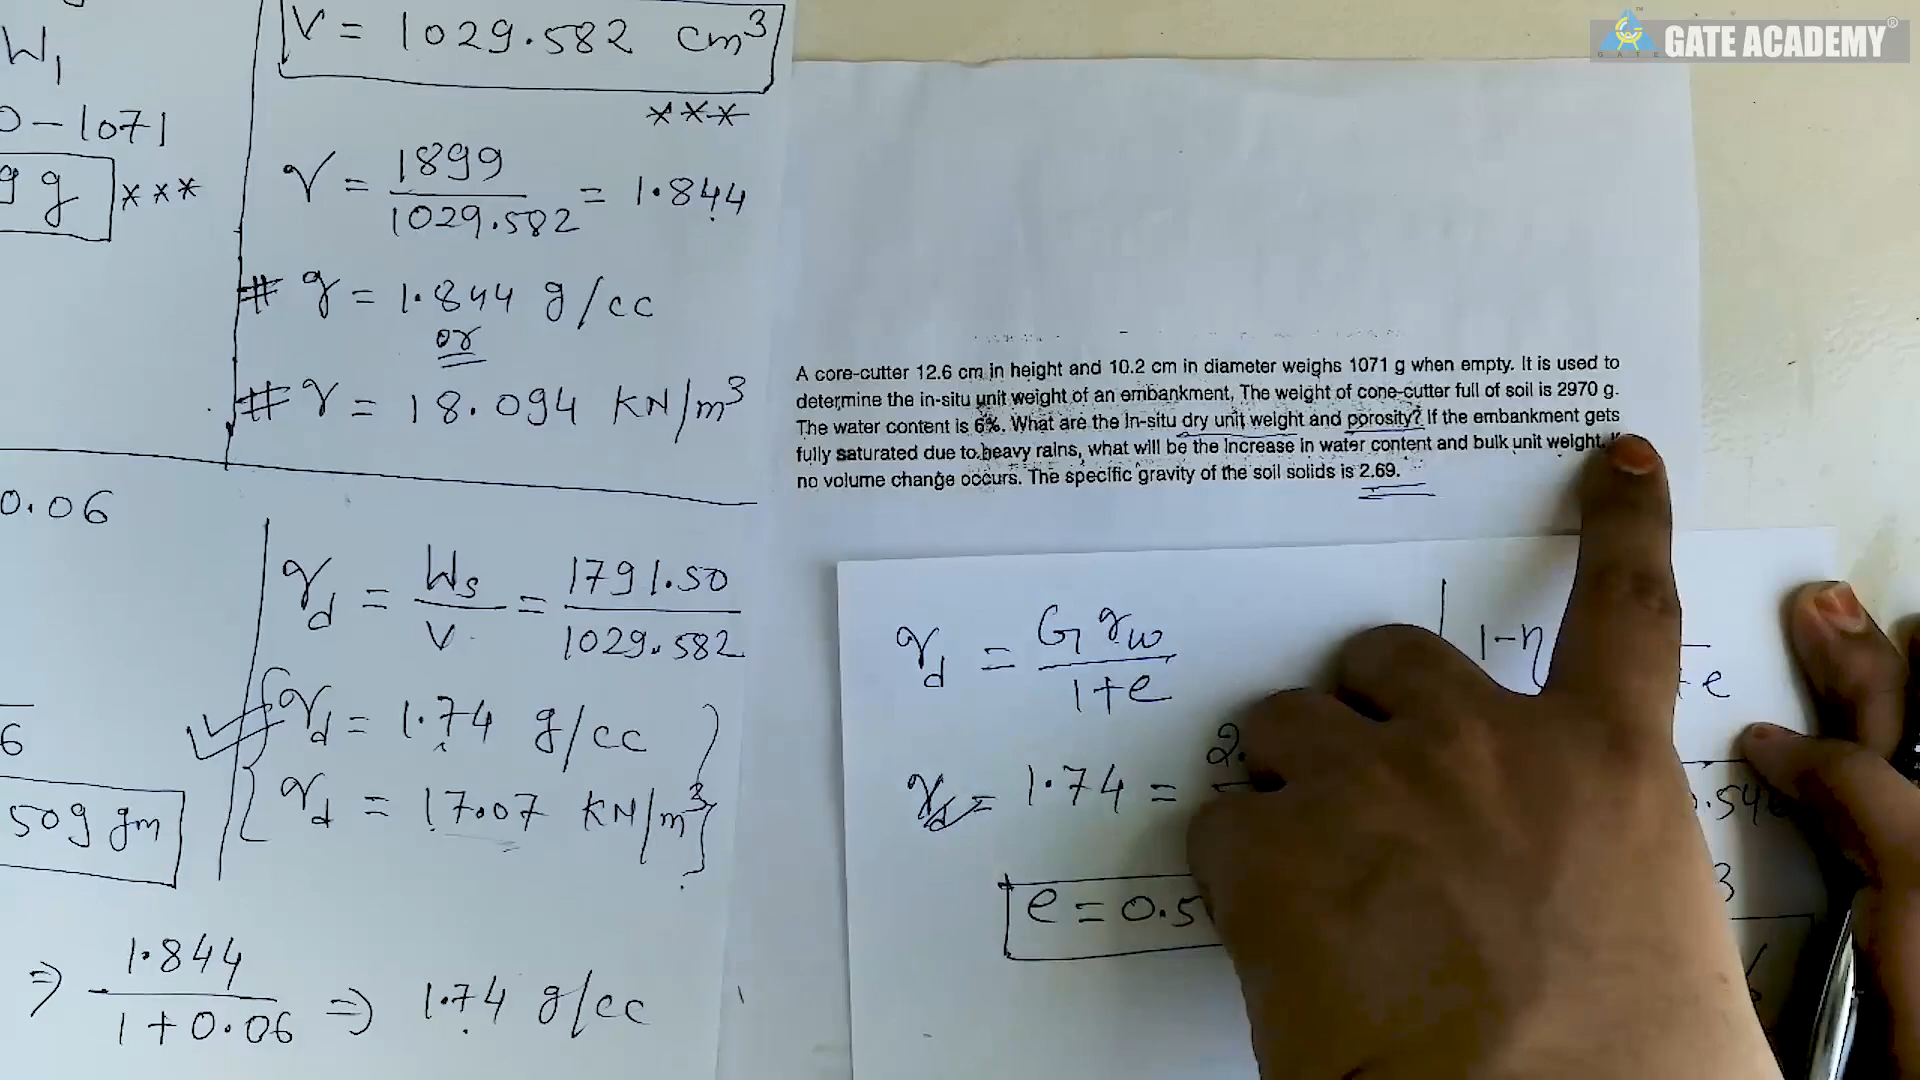 GATE ACADEMY
GATE
W₁
0 - 1071
9 g ***
V = 1029.582 cm³
***
γ = 1899 / 1029.582 = 1.844
# γ = 1.844 g/cc
or
# γ = 18.094 KN/m³
0.06
6
509 gm
γd = Ws / V = 1791.50 / 1029.582
γd = 1.74 g/cc
γd = 17.07 KN/m³
⇒ 1.844 / 1 + 0.06 ⇒ 1.74 g/cc
A core-cutter 12.6 cm in height and 10.2 cm in diameter weighs 1071 g when empty. It is used to
determine the in-situ unit weight of an embankment, The weight of cone-cutter full of soil is 2970 g.
The water content is 6%. What are the in-situ dry unit weight and porosity? If the embankment gets
fully saturated due to heavy rains, what will be the increase in water content and bulk unit weight.
no volume change occurs. The specific gravity of the soil solids is 2.69.
γd = G γw / 1+e
γd = 1.74 = 2.
e = 0.5
1-η
e
.54
3